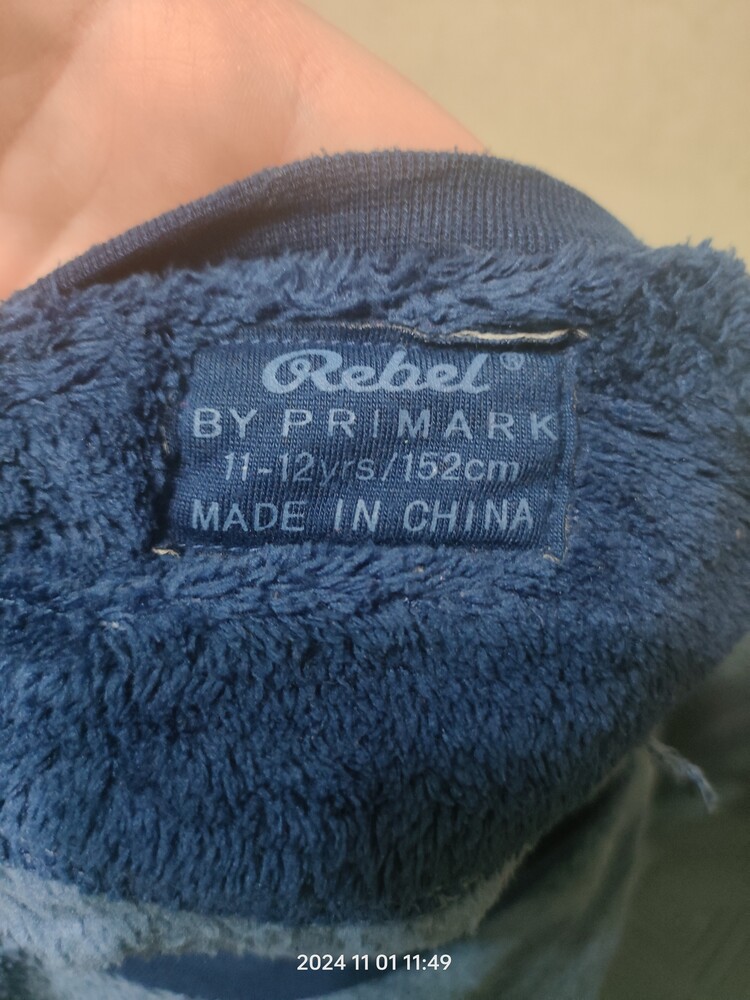 Rebel®
BY PRIMARK
11-12yrs/152cm
MADE IN CHINA
2024 11 01 11:49